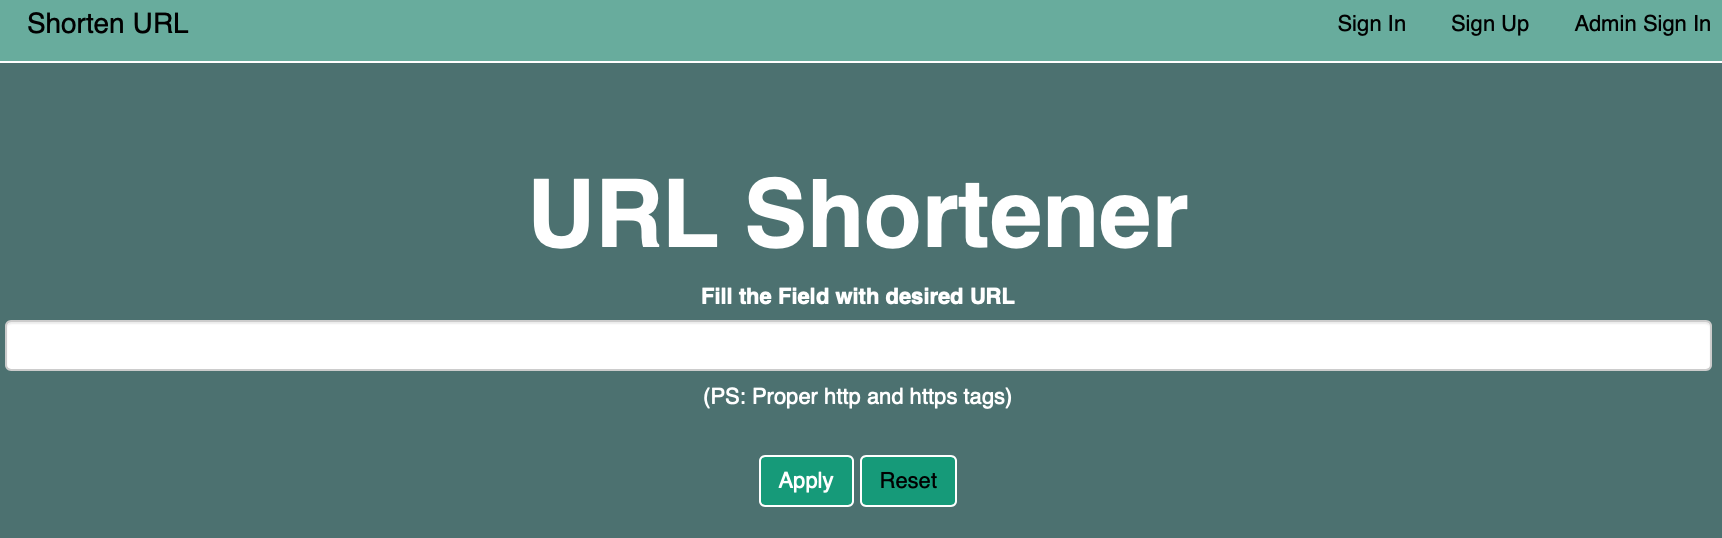 Shorten URL Sign In Sign Up Admin Sign In
URL Shortener
Fill the Field with desired URL
(PS: Proper http and https tags)
Apply Reset